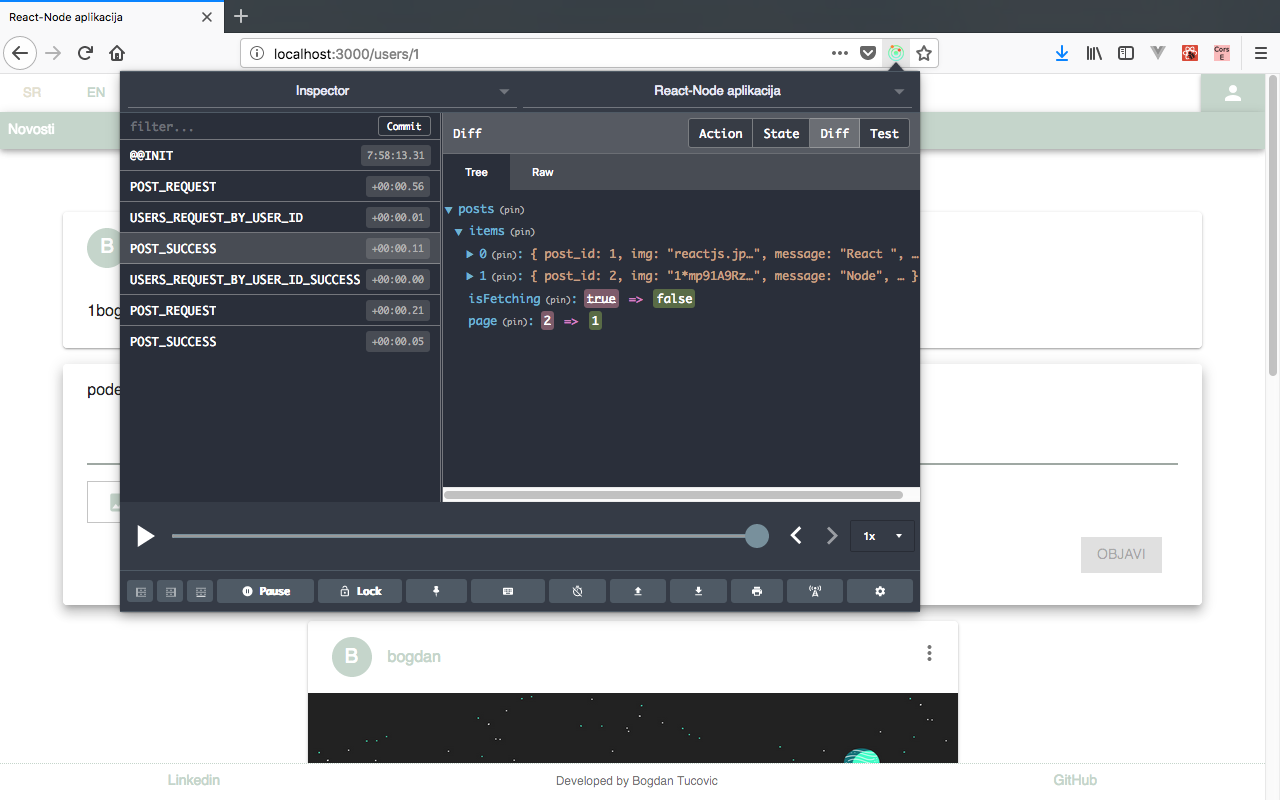 React-Node aplikacija
localhost:3000/users/1
Cors
E
SR EN
Novosti
Inspector
React-Node aplikacija
filter...
Commit
@@INIT 7:58:13.31
POST_REQUEST +00:00.56
USERS_REQUEST_BY_USER_ID +00:00.01
POST_SUCCESS +00:00.11
USERS_REQUEST_BY_USER_ID_SUCCESS +00:00.00
POST_REQUEST +00:00.21
POST_SUCCESS +00:00.05
Diff
Action State Diff Test
Tree Raw
posts (pin)
items (pin)
0 (pin): { post_id: 1, img: "reactjs.jp…", message: "React ", …
1 (pin): { post_id: 2, img: "1*mp91A9Rz…", message: "Node", … }
isFetching (pin): true => false
page (pin): 2 => 1
1x
Pause Lock
B
1bog
pode
OBJAVI
B bogdan
Linkedin
Developed by Bogdan Tucovic
GitHub